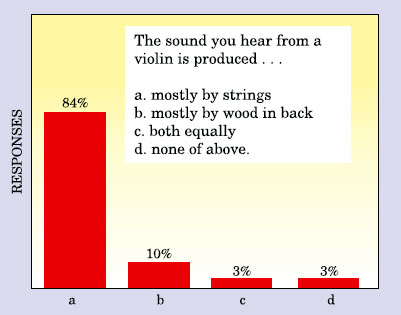 The sound you hear from a
violin is produced . . .
a. mostly by strings
b. mostly by wood in back
c. both equally
d. none of above.
RESPONSES
84%
10%
3%
3%
a
b
c
d